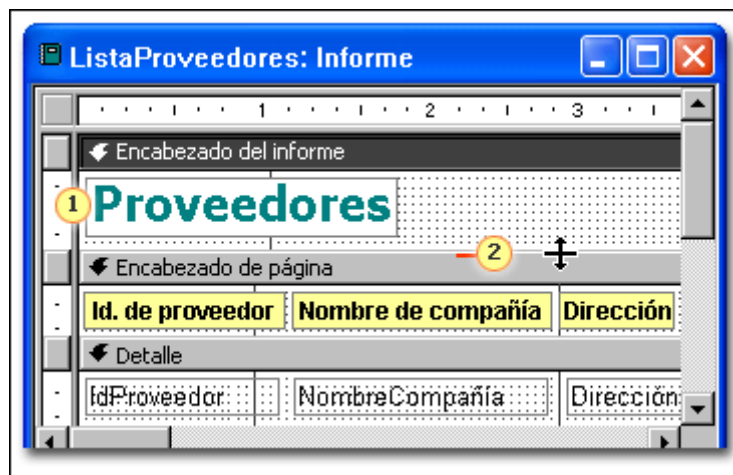 ListaProveedores: Informe
1 2 3
Encabezado del informe
1
Proveedores
2
Encabezado de página
Id. de proveedor Nombre de compañía Dirección
Detalle
IdProveedor NombreCompañía Dirección